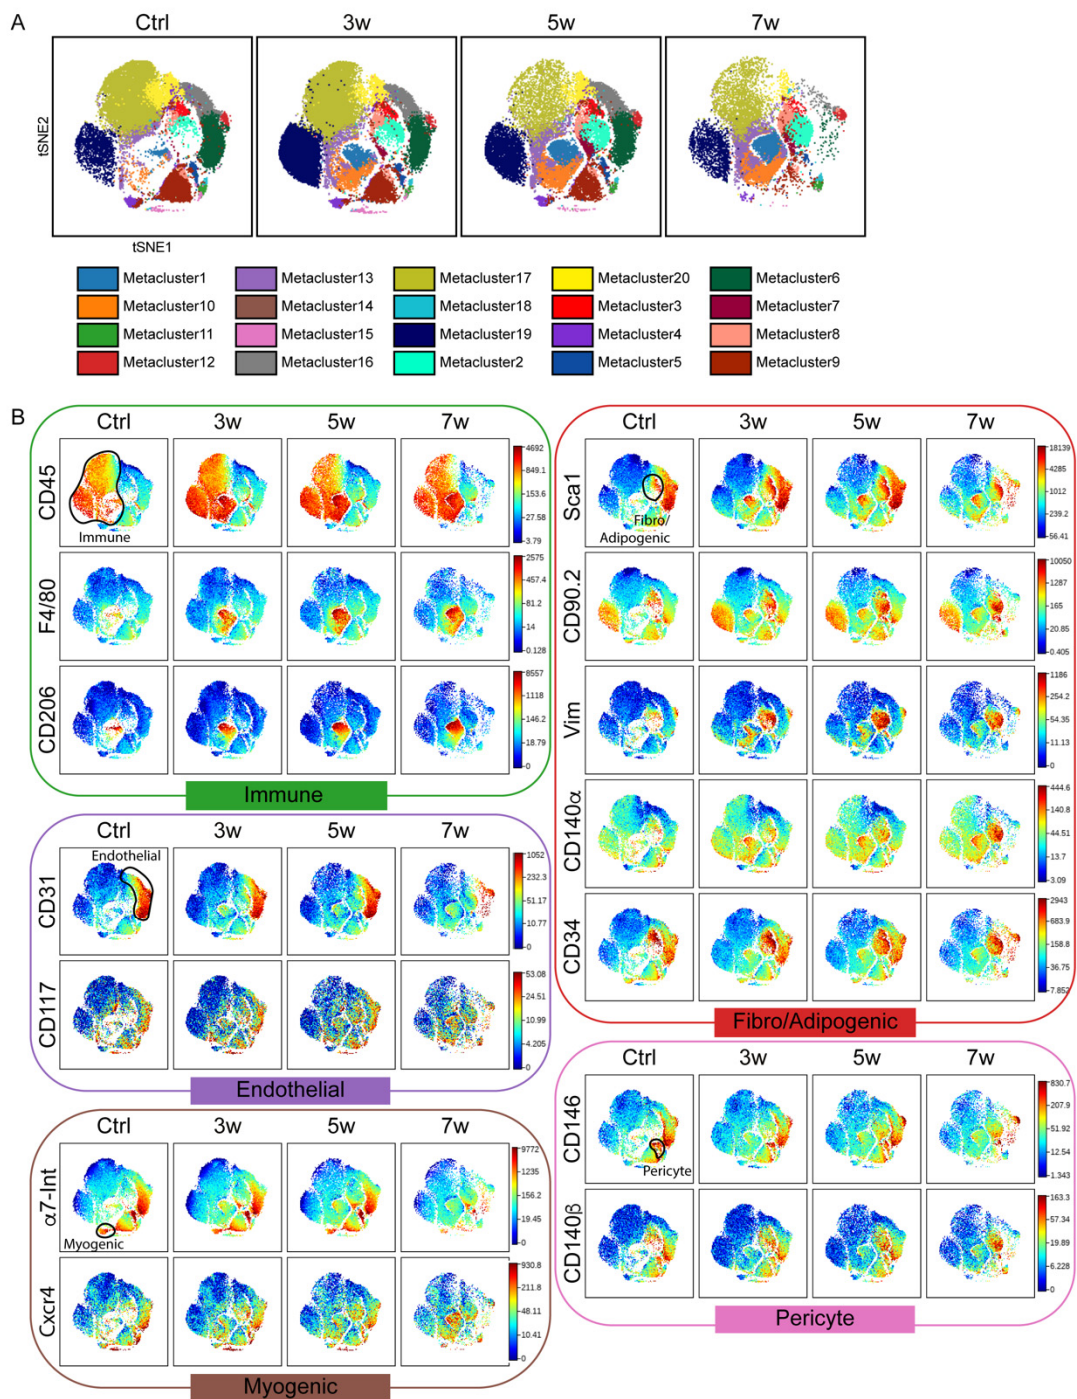 A
Ctrl 3w 5w 7w
tSNE2
tSNE1
Metacluster1 Metacluster13 Metacluster17 Metacluster20 Metacluster6
Metacluster10 Metacluster14 Metacluster18 Metacluster3 Metacluster7
Metacluster11 Metacluster15 Metacluster19 Metacluster4 Metacluster8
Metacluster12 Metacluster16 Metacluster2 Metacluster5 Metacluster9
B
Ctrl 3w 5w 7w
CD45
Immune
4692
849.1
153.6
27.58
3.79
F4/80
2575
457.4
81.2
14
0.128
CD206
8557
1118
146.2
18.79
0
Immune
Ctrl 3w 5w 7w
CD31
Endothelial
1052
232.3
51.17
10.77
0
CD117
53.08
24.51
10.99
4.205
0
Endothelial
Ctrl 3w 5w 7w
α7-Int
Myogenic
9772
1235
156.2
19.45
0
Cxcr4
930.8
211.8
48.11
10.41
0
Myogenic
Ctrl 3w 5w 7w
Sca1
Fibro/
Adipogenic
18139
4285
1012
239.2
56.41
CD90.2
10050
1287
165
20.85
0.405
Vim
1186
254.2
54.35
11.13
0
CD140α
444.6
140.8
44.51
13.7
3.09
CD34
2943
683.9
158.8
36.75
7.852
Fibro/Adipogenic
Ctrl 3w 5w 7w
CD146
Pericyte
830.7
207.9
51.92
12.54
1.343
CD140β
163.3
57.34
19.89
6.228
0
Pericyte